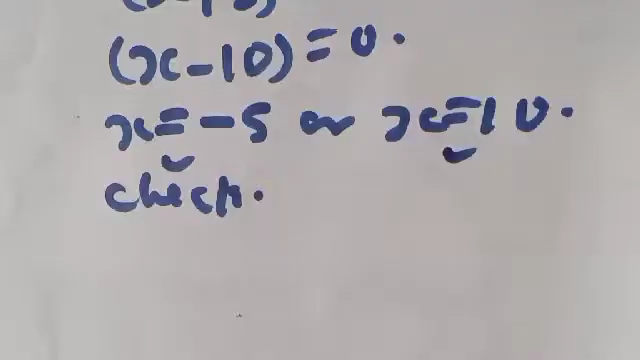 (x-10)=0.
x=-5 or x=10.
check.